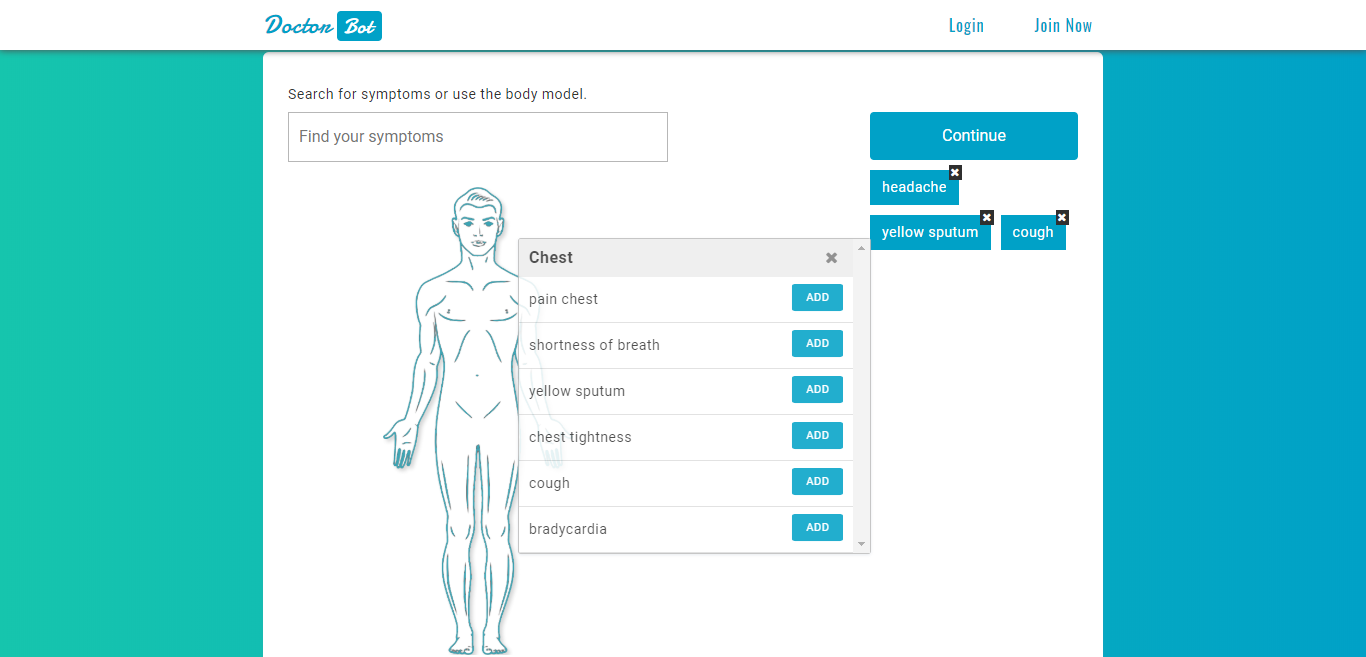 Doctor Bot
Login
Join Now
Search for symptoms or use the body model.
Find your symptoms
Continue
headache
yellow sputum
cough
Chest
pain chest ADD
shortness of breath ADD
yellow sputum ADD
chest tightness ADD
cough ADD
bradycardia ADD